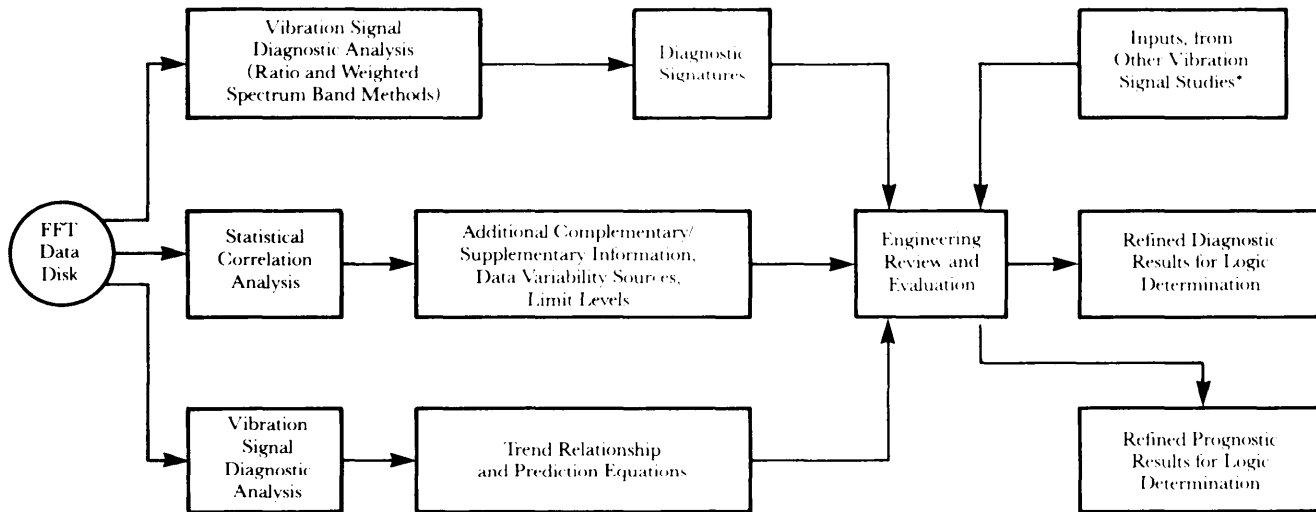 Vibration Signal
Diagnostic Analysis
(Ratio and Weighted
Spectrum Band Methods)
Diagnostic
Signatures
Inputs, from
Other Vibration
Signal Studies*
FFT
Data
Disk
Statistical
Correlation
Analysis
Additional Complementary/
Supplementary Information,
Data Variability Sources,
Limit Levels
Engineering
Review and
Evaluation
Refined Diagnostic
Results for Logic
Determination
Vibration
Signal
Diagnostic
Analysis
Trend Relationship
and Prediction Equations
Refined Prognostic
Results for Logic
Determination